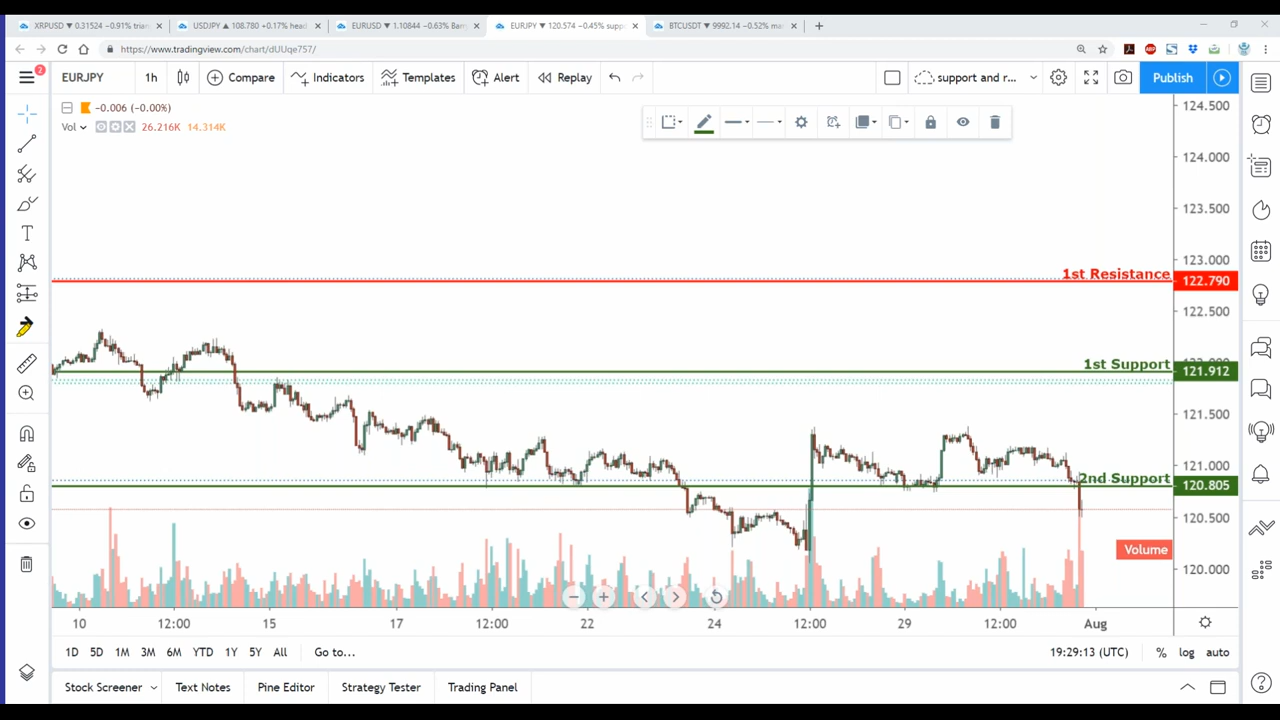 XRPUSD ▼ 0.31524 −0.91% trian
USDJPY ▲ 108.780 +0.17% head
EURUSD ▼ 1.10844 −0.63% Bar
EURJPY ▼ 120.574 −0.45% supp
BTCUSDT ▼ 9992.14 −0.52% m
https://www.tradingview.com/chart/dUUqe757/
2
EURJPY 1h Compare Indicators Templates Alert Replay support and r... Publish
−0.006 (−0.00%)
Vol 26.216K 14.314K
124.500
124.000
123.500
123.000
1st Resistance 122.790
122.500
1st Support 121.912
121.500
121.000
2nd Support 120.805
120.500
Volume
120.000
10 12:00 15 17 12:00 22 24 12:00 29 12:00 Aug
1D 5D 1M 3M 6M YTD 1Y 5Y All Go to... 19:29:13 (UTC) % log auto
Stock Screener Text Notes Pine Editor Strategy Tester Trading Panel